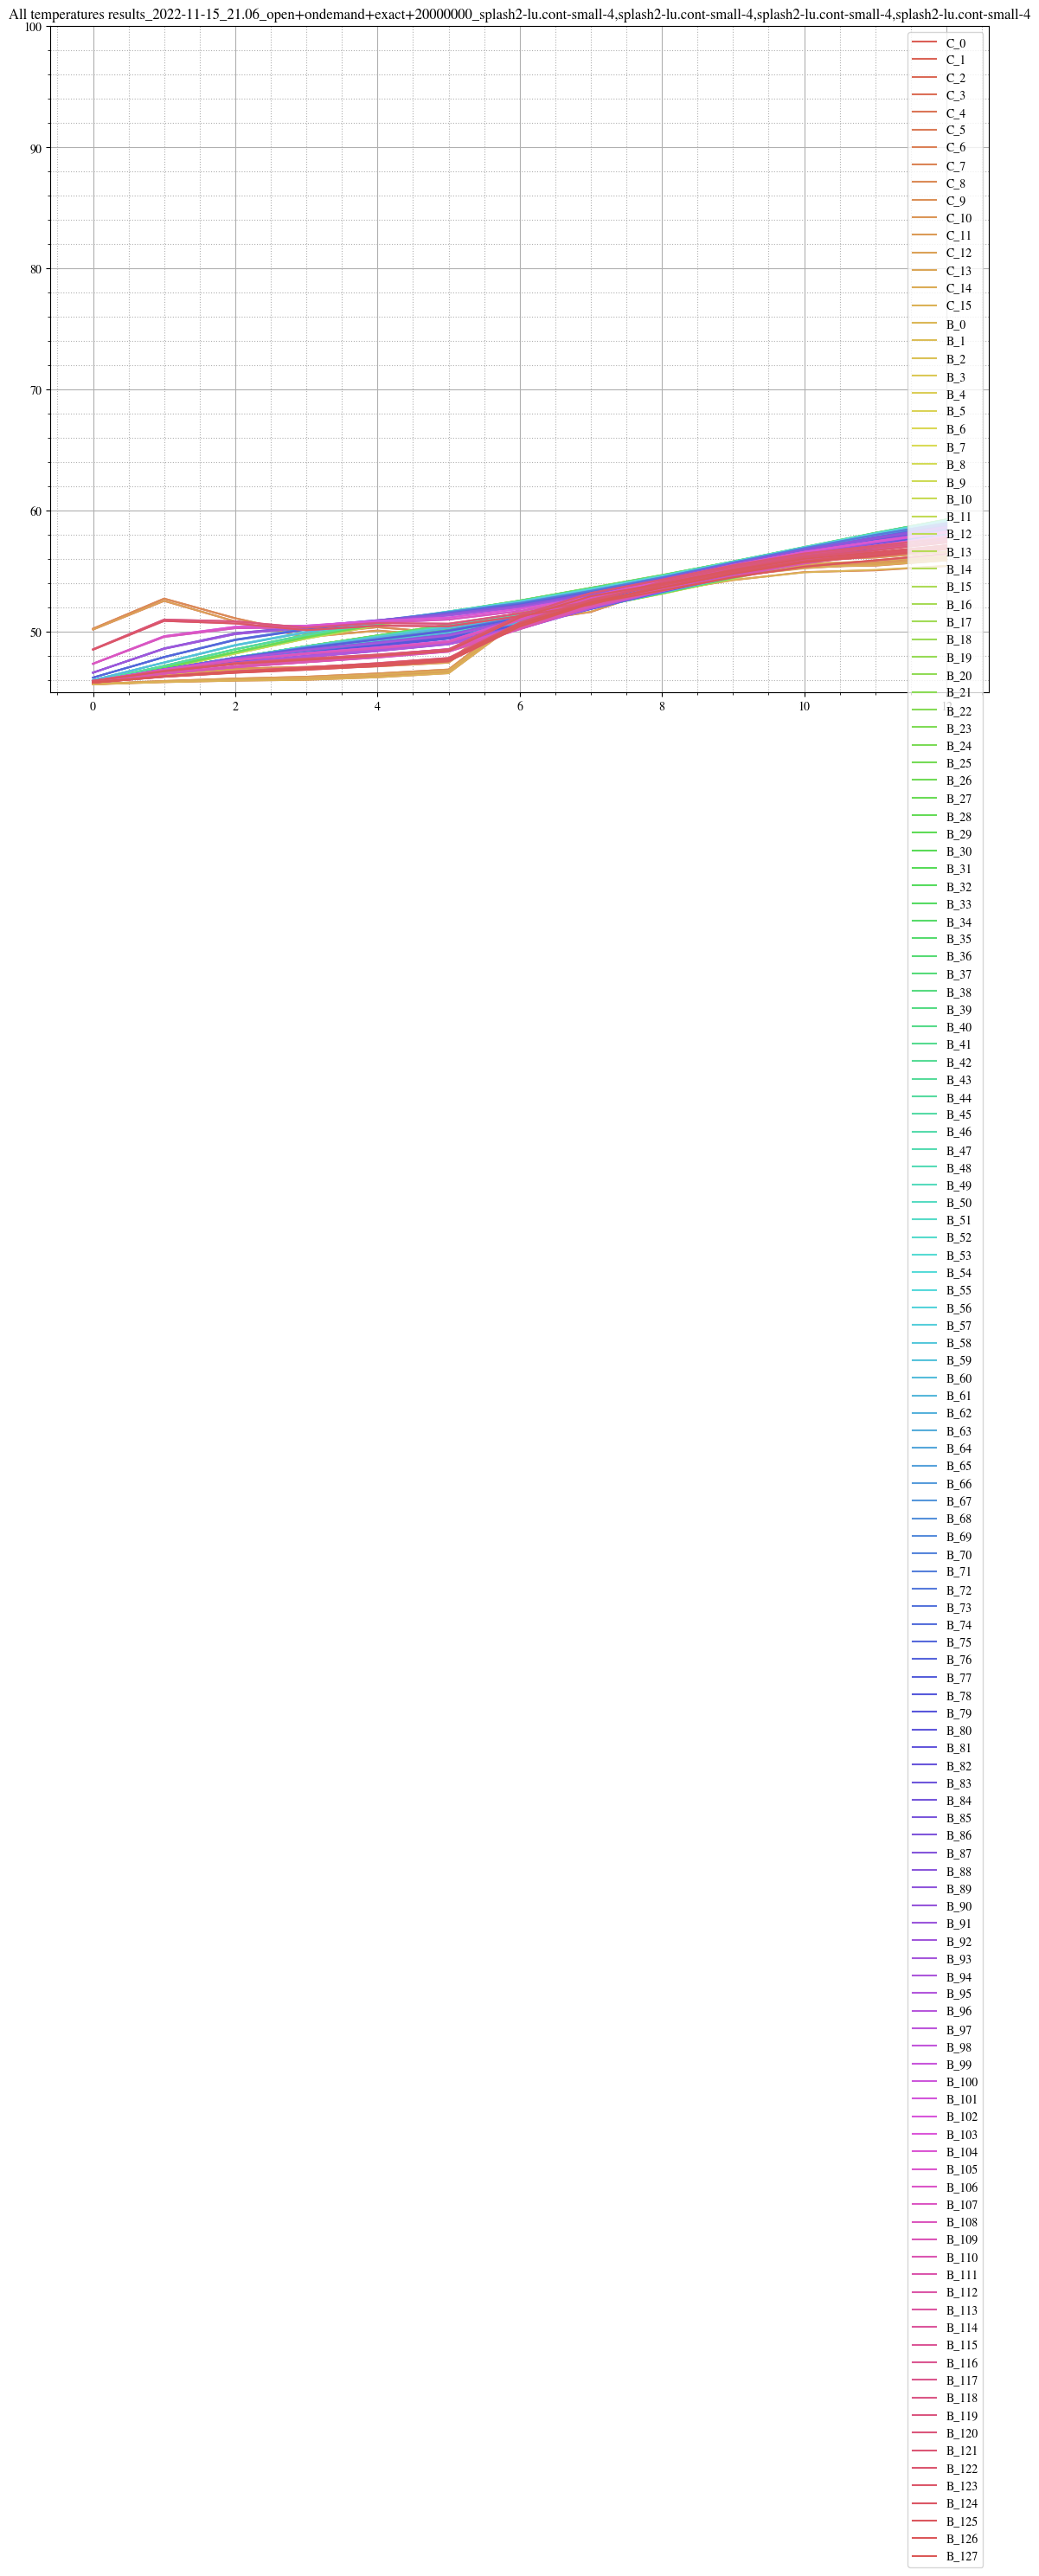 All temperatures results_2022-11-15_21.06_open+ondemand+exact+20000000_splash2-lu.cont-small-4,splash2-lu.cont-small-4,splash2-lu.cont-small-4,splash2-lu.cont-small-4
100
90
80
70
60
50
0 2 4 6 8 10 12
C_0
C_1
C_2
C_3
C_4
C_5
C_6
C_7
C_8
C_9
C_10
C_11
C_12
C_13
C_14
C_15
B_0
B_1
B_2
B_3
B_4
B_5
B_6
B_7
B_8
B_9
B_10
B_11
B_12
B_13
B_14
B_15
B_16
B_17
B_18
B_19
B_20
B_21
B_22
B_23
B_24
B_25
B_26
B_27
B_28
B_29
B_30
B_31
B_32
B_33
B_34
B_35
B_36
B_37
B_38
B_39
B_40
B_41
B_42
B_43
B_44
B_45
B_46
B_47
B_48
B_49
B_50
B_51
B_52
B_53
B_54
B_55
B_56
B_57
B_58
B_59
B_60
B_61
B_62
B_63
B_64
B_65
B_66
B_67
B_68
B_69
B_70
B_71
B_72
B_73
B_74
B_75
B_76
B_77
B_78
B_79
B_80
B_81
B_82
B_83
B_84
B_85
B_86
B_87
B_88
B_89
B_90
B_91
B_92
B_93
B_94
B_95
B_96
B_97
B_98
B_99
B_100
B_101
B_102
B_103
B_104
B_105
B_106
B_107
B_108
B_109
B_110
B_111
B_112
B_113
B_114
B_115
B_116
B_117
B_118
B_119
B_120
B_121
B_122
B_123
B_124
B_125
B_126
B_127